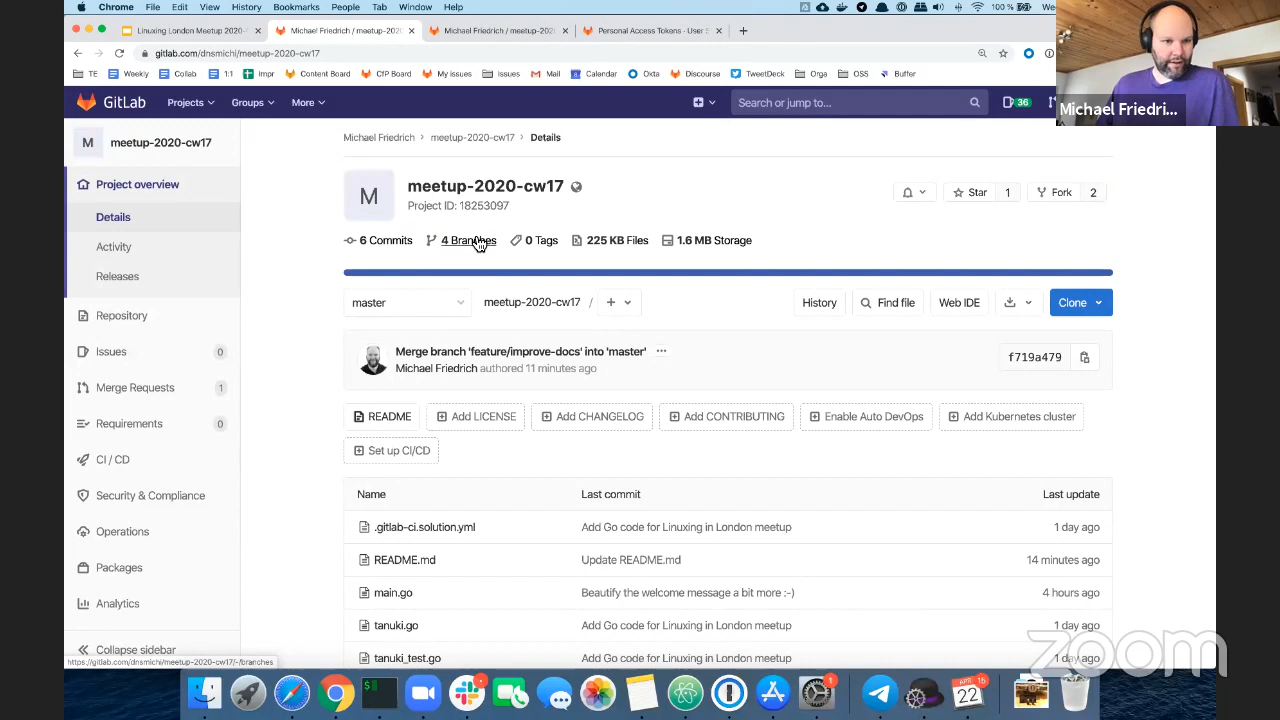 Chrome File Edit View History Bookmarks People Tab Window Help 100 % We
Linuxing London Meetup 2020 Michael Friedrich / meetup-2020 Michael Friedrich / meetup-202 Personal Access Tokens · User S
gitlab.com/dnsmichi/meetup-2020-cw17
TE Weekly Collab 1:1 Impr Content Board CfP Board My issues Issues Mail Calendar Okta Discourse TweetDeck Orga OSS Buffer
GitLab Projects Groups More Search or jump to... 36
Michael Friedri...
M meetup-2020-cw17
Project overview
Details
Activity
Releases
Repository
Issues 0
Merge Requests 1
Requirements 0
CI / CD
Security & Compliance
Operations
Packages
Analytics
Collapse sidebar
https://gitlab.com/dnsmichi/meetup-2020-cw17/-/branches
Michael Friedrich > meetup-2020-cw17 > Details
M
meetup-2020-cw17
Project ID: 18253097
Star 1 Fork 2
6 Commits 4 Branches 0 Tags 225 KB Files 1.6 MB Storage
master meetup-2020-cw17 / + History Find file Web IDE Clone
Merge branch 'feature/improve-docs' into 'master' ...
Michael Friedrich authored 11 minutes ago
f719a479
README Add LICENSE Add CHANGELOG Add CONTRIBUTING Enable Auto DevOps Add Kubernetes cluster
Set up CI/CD
Name Last commit Last update
.gitlab-ci.solution.yml Add Go code for Linuxing in London meetup 1 day ago
README.md Update README.md 14 minutes ago
main.go Beautify the welcome message a bit more :-) 4 hours ago
tanuki.go Add Go code for Linuxing in London meetup 1 day ago
tanuki_test.go Add Go code for Linuxing in London meetup 1 day ago
zoom
APR 15
22
1